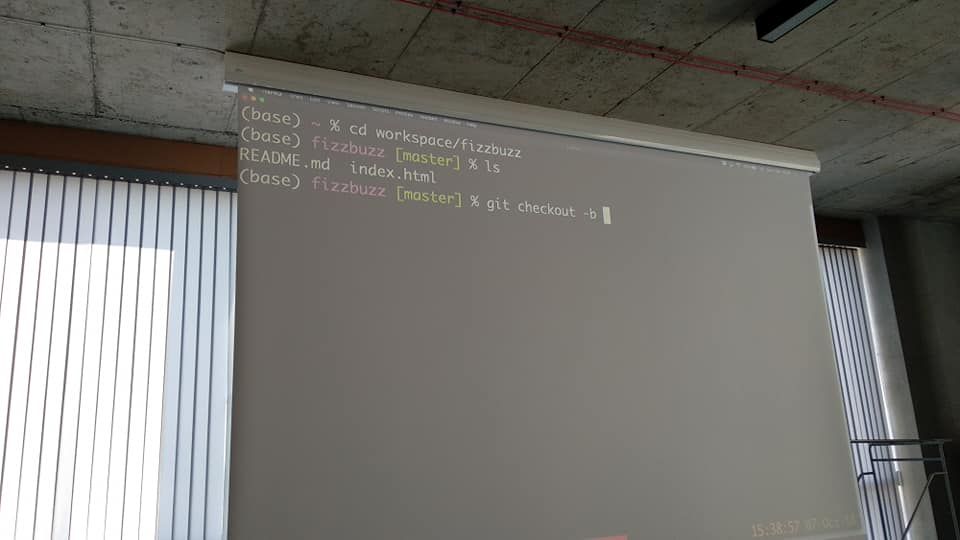 (base) ~ % cd workspace/fizzbuzz
(base) fizzbuzz [master] % ls
README.md index.html
(base) fizzbuzz [master] % git checkout -b
15:38:57 07 Oct